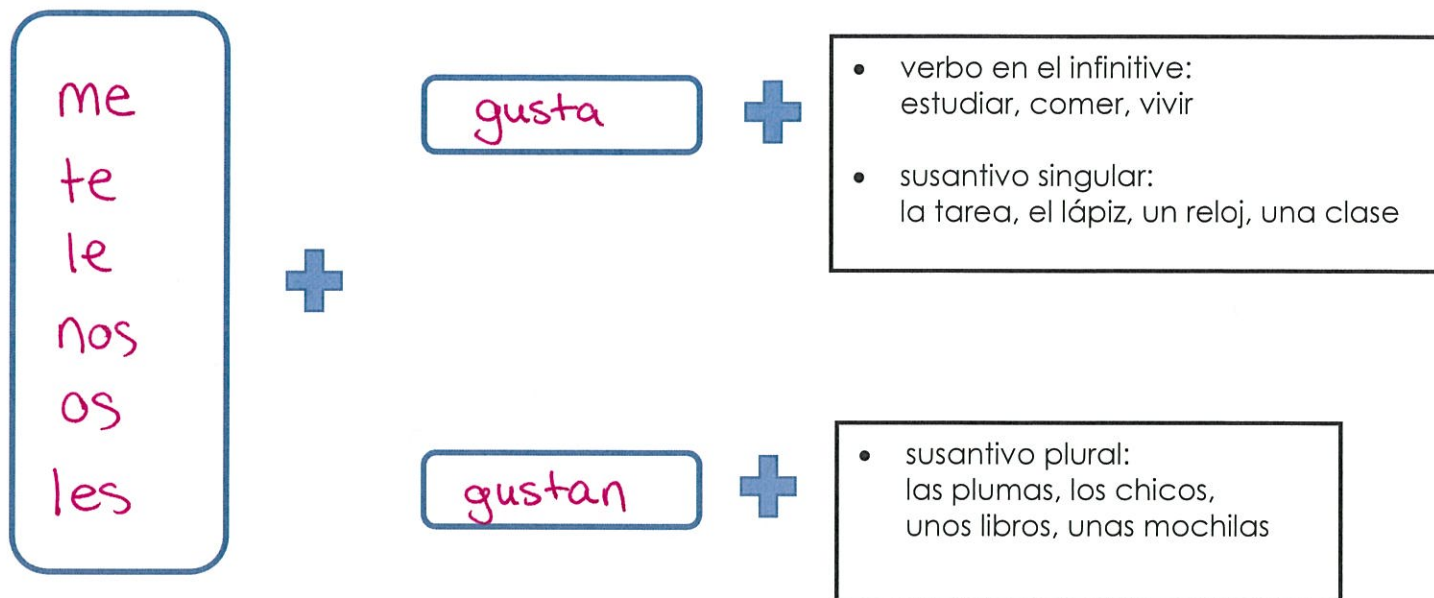 me
te
le
nos
os
les
gusta
• verbo en el infinitive:
estudiar, comer, vivir
• susantivo singular:
la tarea, el lápiz, un reloj, una clase
gustan
• susantivo plural:
las plumas, los chicos,
unos libros, unas mochilas